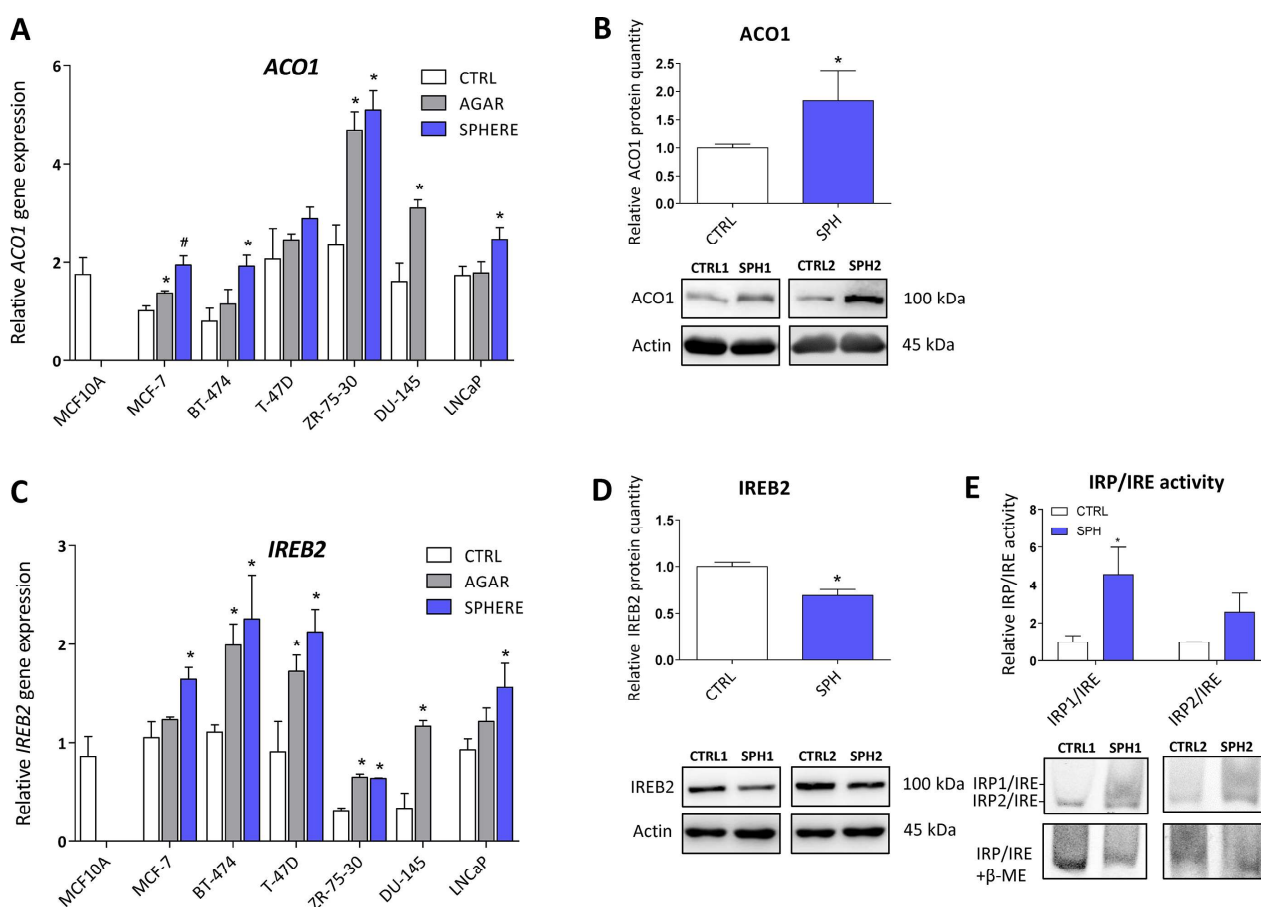 A
ACO1
Relative ACO1 gene expression
6
4
2
0
CTRL
AGAR
SPHERE
*
#
*
*
*
*
*
MCF10A
MCF-7
BT-474
T-47D
ZR-75-30
DU-145
LNCaP
B
ACO1
Relative ACO1 protein quantity
2.5
2.0
1.5
1.0
0.5
0.0
*
CTRL
SPH
CTRL1 SPH1 CTRL2 SPH2
ACO1 100 kDa
Actin 45 kDa
C
IREB2
Relative IREB2 gene expression
3
2
1
0
CTRL
AGAR
SPHERE
*
*
*
*
*
*
*
*
*
MCF10A
MCF-7
BT-474
T-47D
ZR-75-30
DU-145
LNCaP
D
IREB2
Relative IREB2 protein cuantity
1.5
1.0
0.5
0.0
*
CTRL
SPH
CTRL1 SPH1 CTRL2 SPH2
IREB2 100 kDa
Actin 45 kDa
E
IRP/IRE activity
Relative IRP/IRE activity
8
6
4
2
0
CTRL
SPH
*
IRP1/IRE
IRP2/IRE
CTRL1 SPH1 CTRL2 SPH2
IRP1/IRE
IRP2/IRE
IRP/IRE
+β-ME